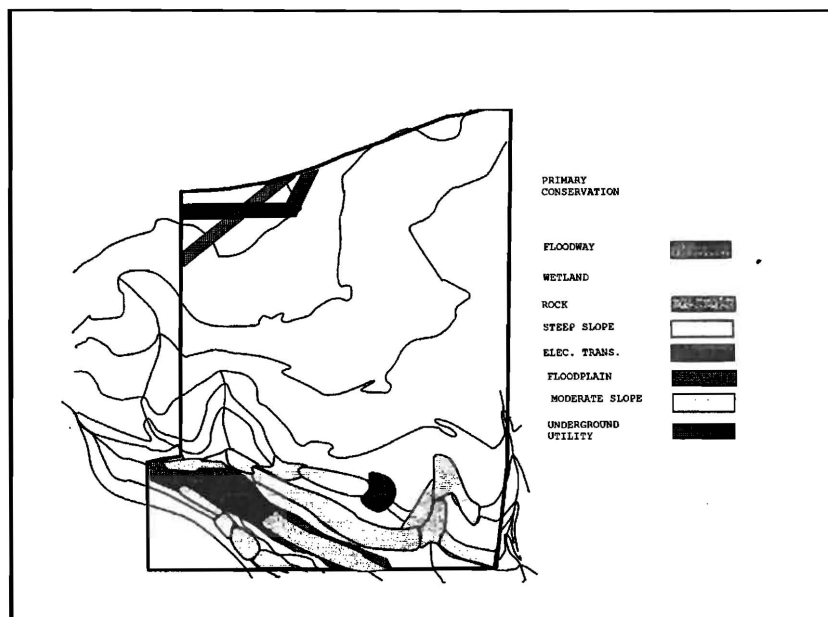 PRIMARY
CONSERVATION
FLOODWAY
WETLAND
ROCK
STEEP SLOPE
ELEC. TRANS.
FLOODPLAIN
MODERATE SLOPE
UNDERGROUND
UTILITY